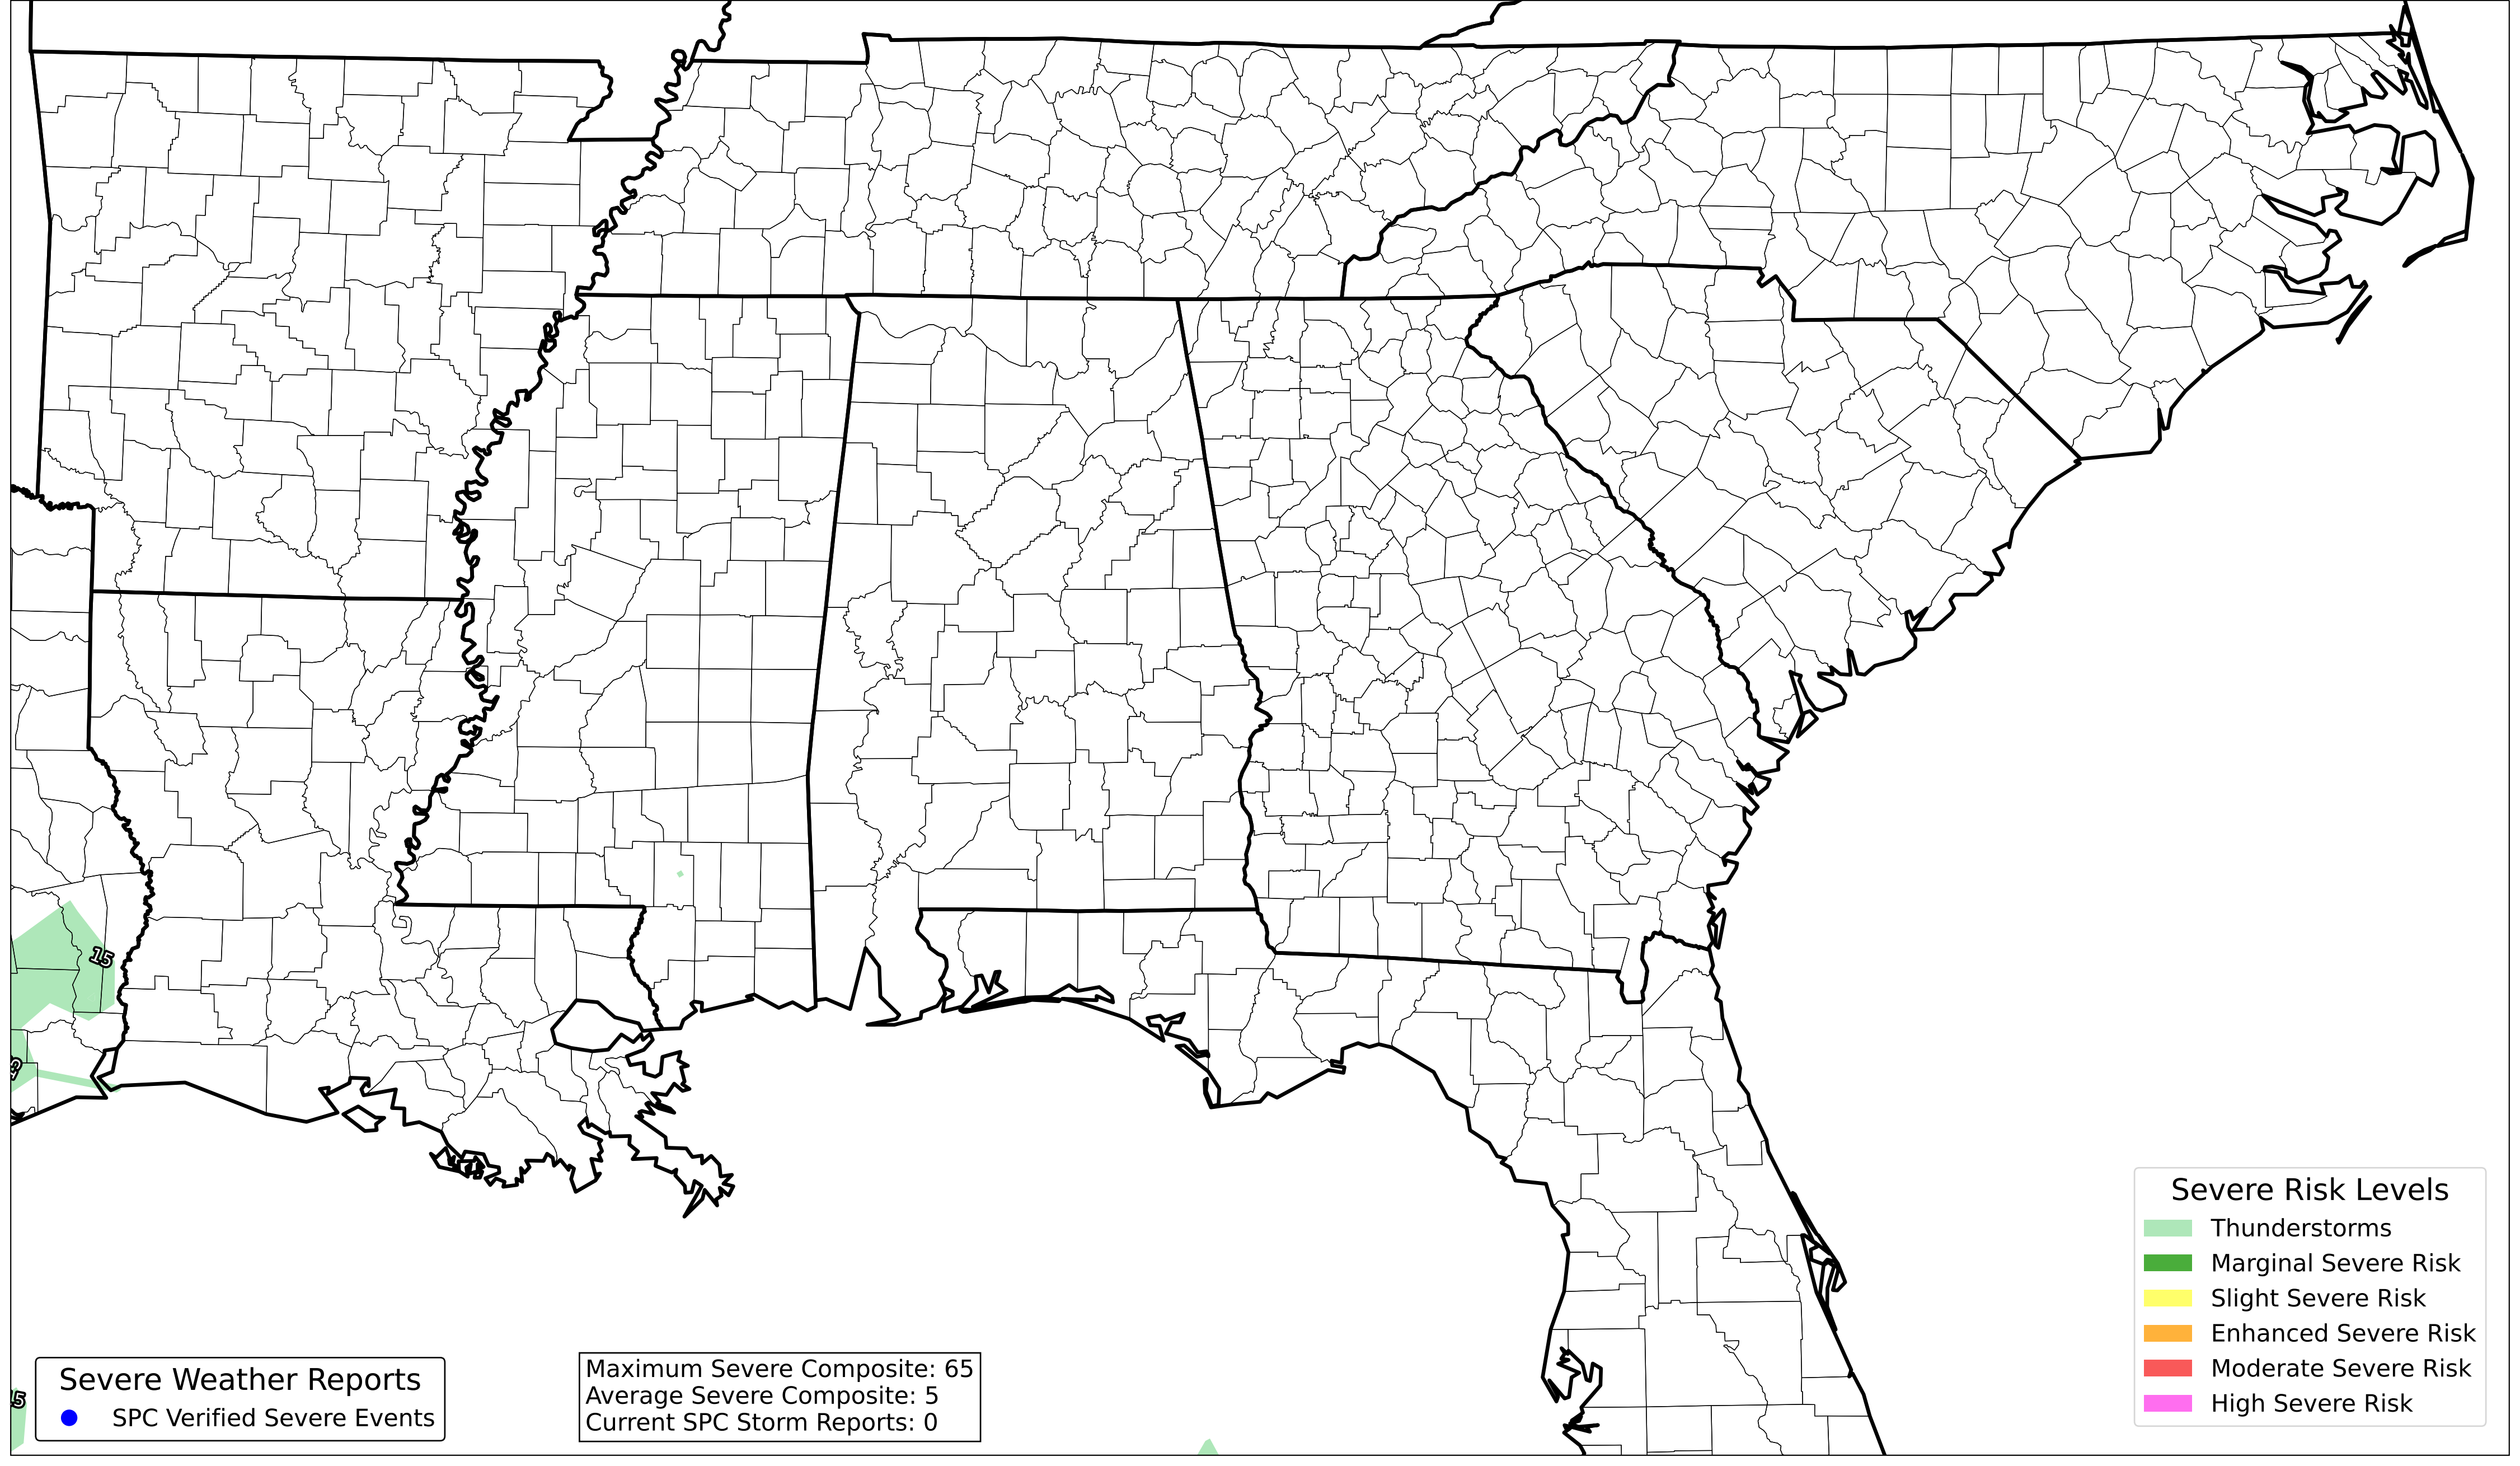 15
Severe Risk Levels
Thunderstorms
Marginal Severe Risk
Slight Severe Risk
Enhanced Severe Risk
Moderate Severe Risk
High Severe Risk
Severe Weather Reports
SPC Verified Severe Events
Maximum Severe Composite: 65
Average Severe Composite: 5
Current SPC Storm Reports: 0